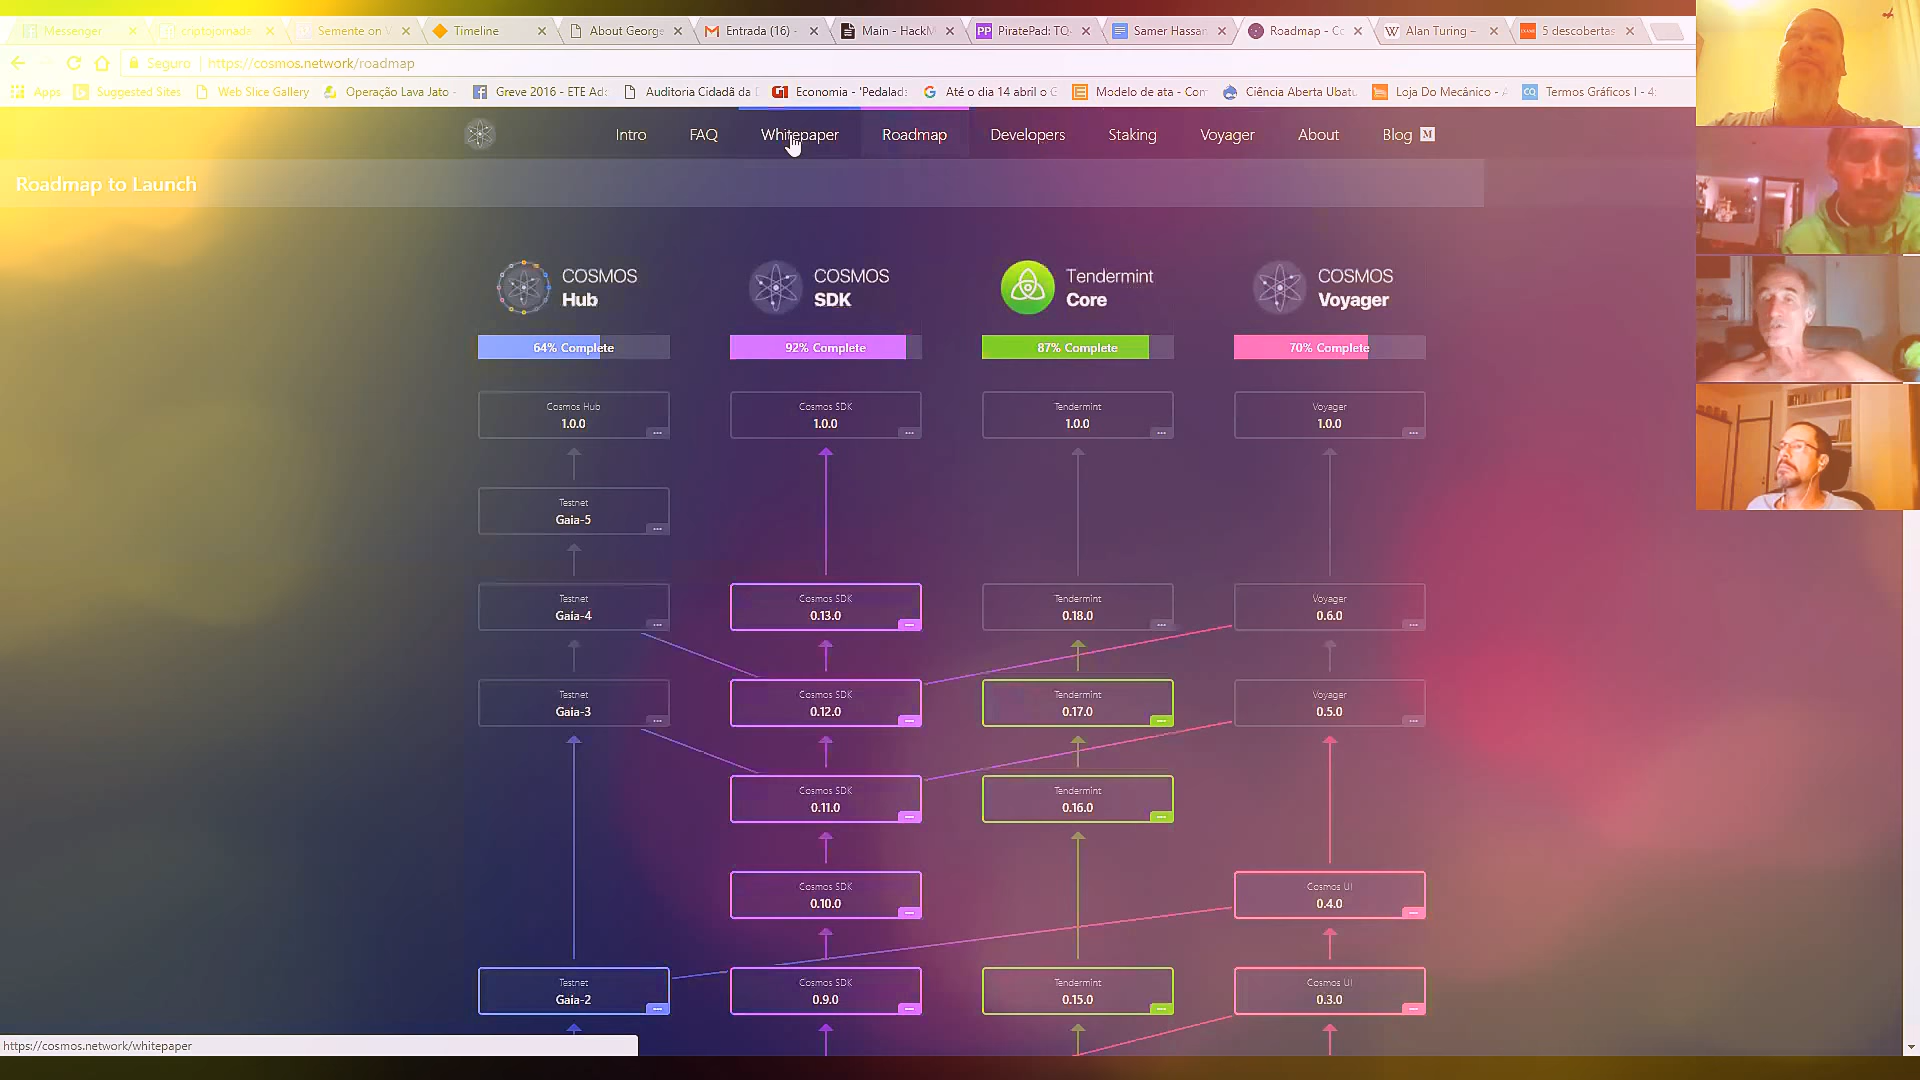 Messenger
criptojornade
Semente on V
Timeline
About George
Entrada (16) -
Main - HackM
PiratePad: TQ-
Samer Hassan
Roadmap - Co
Alan Turing –
5 descobertas
Seguro
https://cosmos.network/roadmap
Apps
Suggested Sites
Web Slice Gallery
Operação Lava Jato -
Greve 2016 - ETE Ad
Auditoria Cidadã da D
Economia - 'Pedalad
Até o dia 14 abril o G
Modelo de ata - Com
Ciência Aberta Ubatu
Loja Do Mecânico - A
Termos Gráficos I - 4:
Intro
FAQ
Whitepaper
Roadmap
Developers
Staking
Voyager
About
Blog M
Roadmap to Launch
COSMOS
Hub
COSMOS
SDK
Tendermint
Core
COSMOS
Voyager
64% Complete
92% Complete
87% Complete
70% Complete
Cosmos Hub
1.0.0
Cosmos SDK
1.0.0
Tendermint
1.0.0
Voyager
1.0.0
Testnet
Gaia-5
Testnet
Gaia-4
Cosmos SDK
0.13.0
Tendermint
0.18.0
Voyager
0.6.0
Testnet
Gaia-3
Cosmos SDK
0.12.0
Tendermint
0.17.0
Voyager
0.5.0
Cosmos SDK
0.11.0
Tendermint
0.16.0
Cosmos SDK
0.10.0
Cosmos UI
0.4.0
Testnet
Gaia-2
Cosmos SDK
0.9.0
Tendermint
0.15.0
Cosmos UI
0.3.0
https://cosmos.network/whitepaper